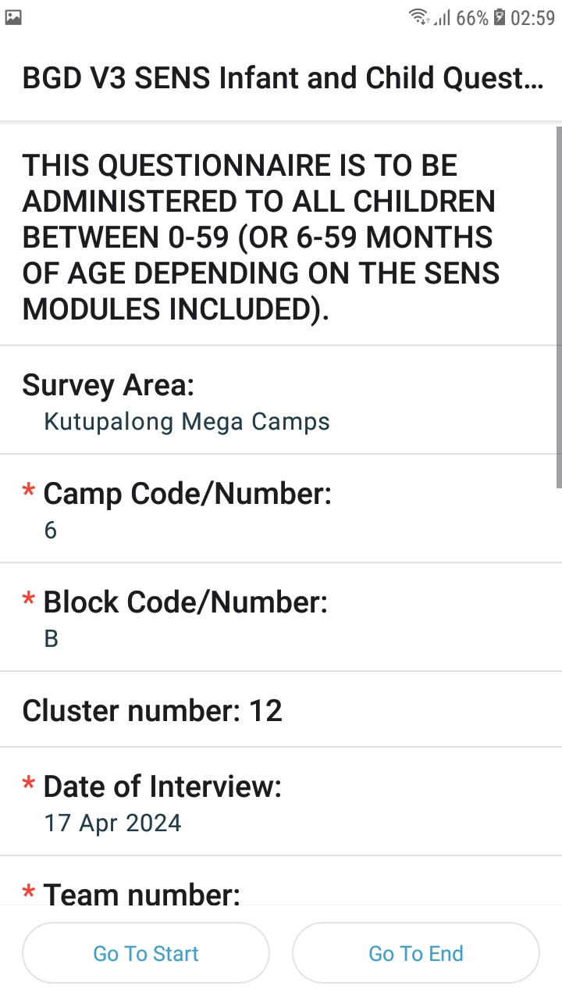 66% 02:59
BGD V3 SENS Infant and Child Quest...
THIS QUESTIONNAIRE IS TO BE
ADMINISTERED TO ALL CHILDREN
BETWEEN 0-59 (OR 6-59 MONTHS
OF AGE DEPENDING ON THE SENS
MODULES INCLUDED).
Survey Area:
Kutupalong Mega Camps
* Camp Code/Number:
6
* Block Code/Number:
B
Cluster number: 12
* Date of Interview:
17 Apr 2024
* Team number:
Go To Start Go To End